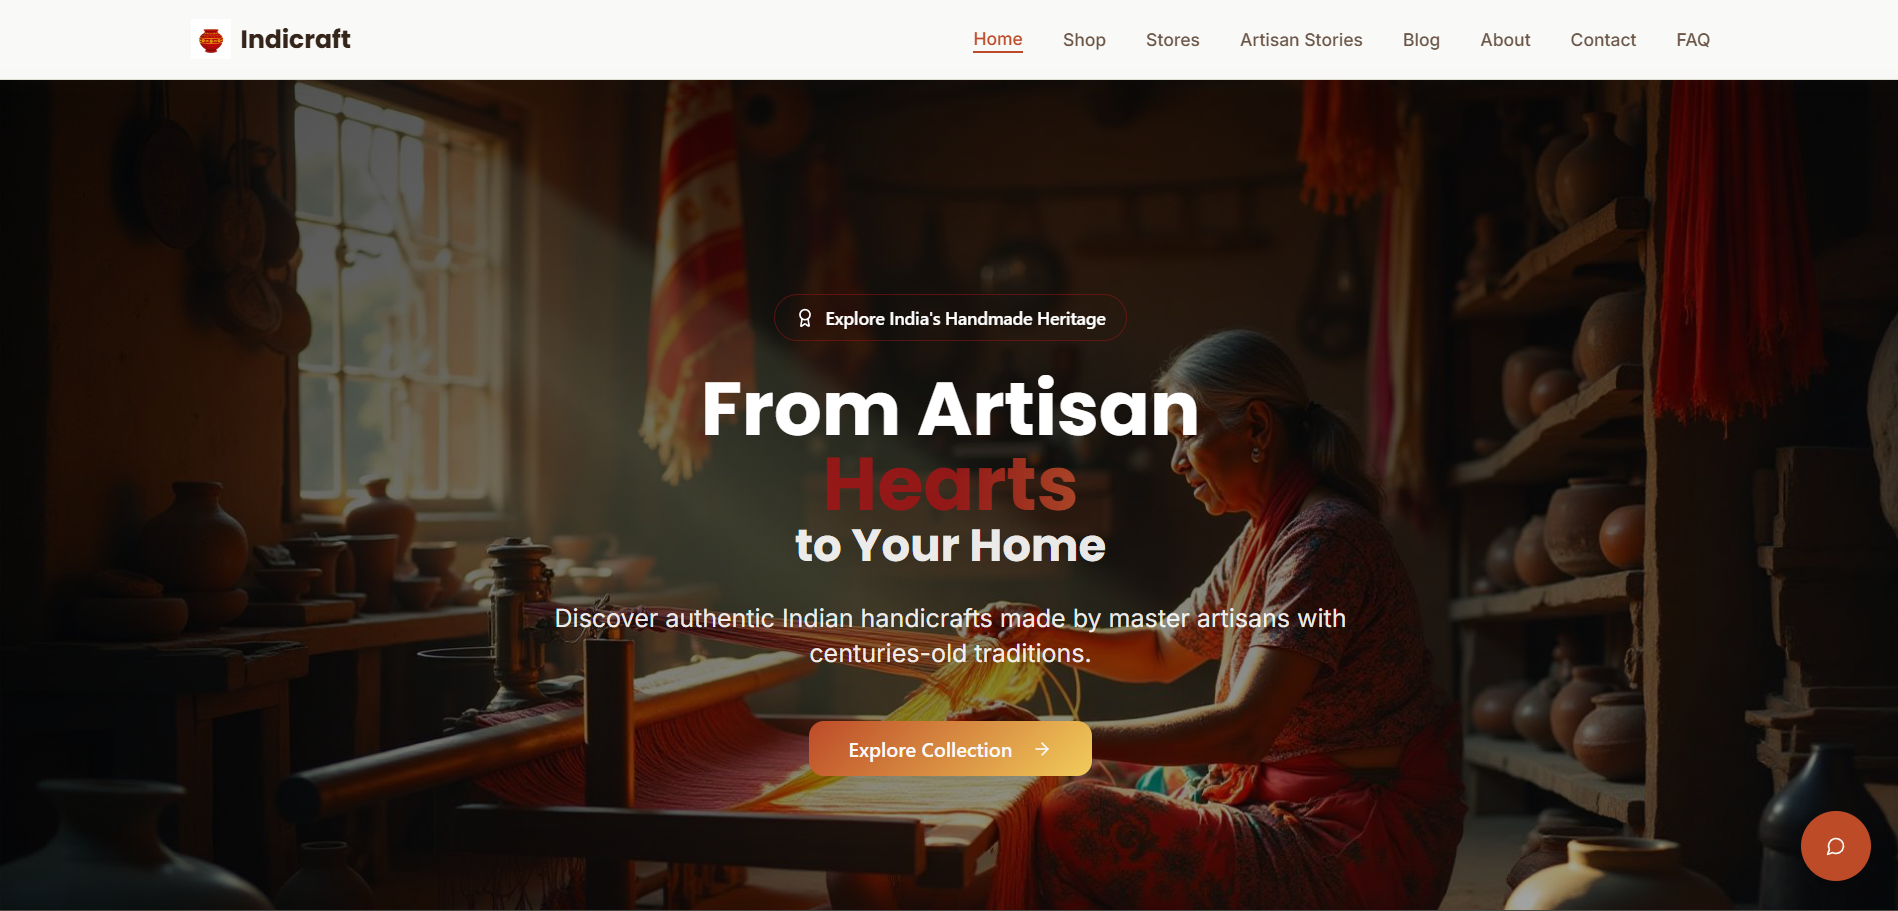 Indicraft
Home Shop Stores Artisan Stories Blog About Contact FAQ
Explore India's Handmade Heritage
From Artisan
Hearts
to Your Home
Discover authentic Indian handicrafts made by master artisans with
centuries-old traditions.
Explore Collection